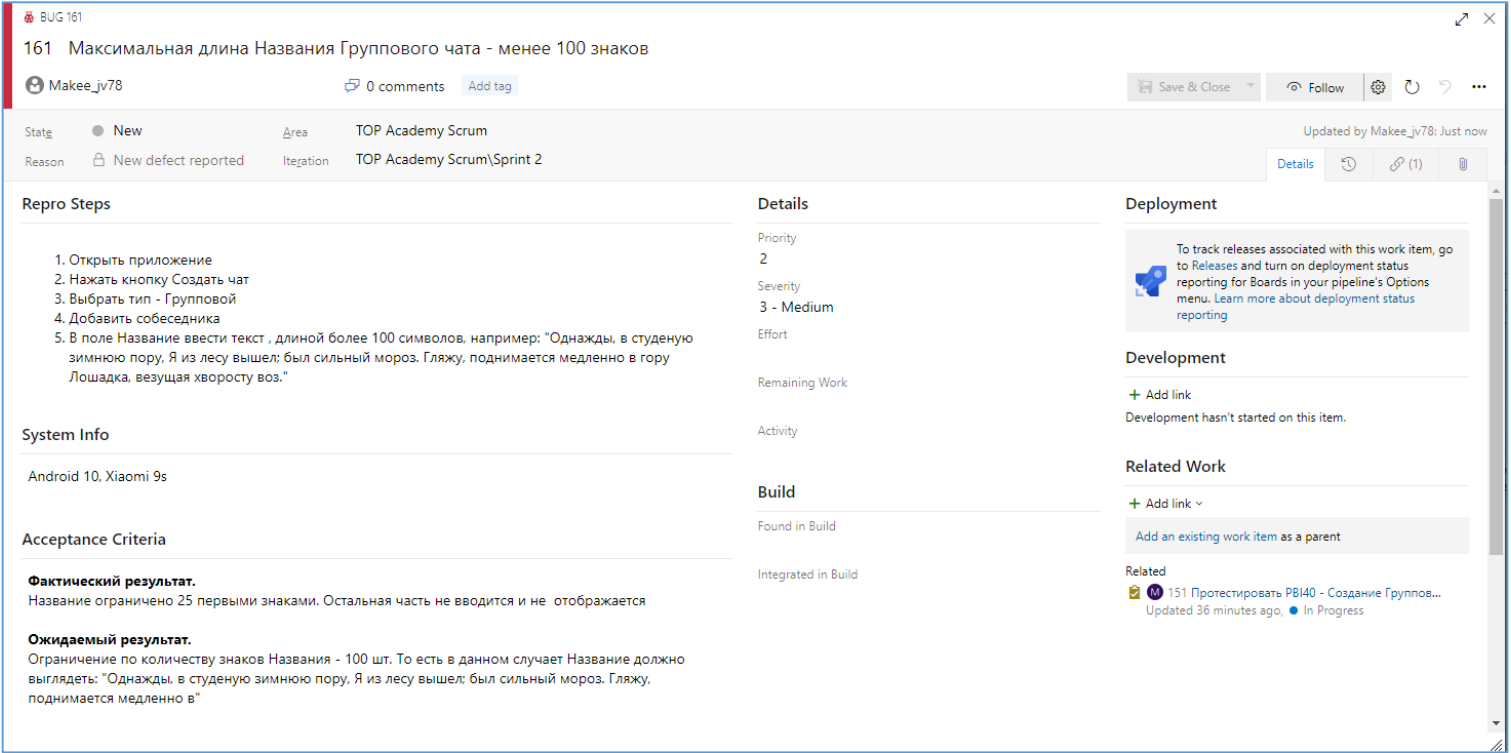 BUG 161
161 Максимальная длина Названия Группового чата - менее 100 знаков
Makee_jv78
0 comments
Add tag
Save & Close
Follow
State
New
Area
TOP Academy Scrum
Updated by Makee_jv78: Just now
Reason
New defect reported
Iteration
TOP Academy Scrum\Sprint 2
Details
(1)
Repro Steps
1. Открыть приложение
2. Нажать кнопку Создать чат
3. Выбрать тип - Групповой
4. Добавить собеседника
5. В поле Название ввести текст , длиной более 100 символов, например: "Однажды, в студеную
зимнюю пору, Я из лесу вышел; был сильный мороз. Гляжу, поднимается медленно в гору
Лошадка, везущая хворосту воз."
System Info
Android 10, Xiaomi 9s
Acceptance Criteria
Фактический результат.
Название ограничено 25 первыми знаками. Остальная часть не вводится и не отображается
Ожидаемый результат.
Ограничение по количеству знаков Названия - 100 шт. То есть в данном случает Название должно
выглядеть: "Однажды, в студеную зимнюю пору, Я из лесу вышел; был сильный мороз. Гляжу,
поднимается медленно в"
Details
Priority
2
Severity
3 - Medium
Effort
Remaining Work
Activity
Build
Found in Build
Integrated in Build
Deployment
To track releases associated with this work item, go
to Releases and turn on deployment status
reporting for Boards in your pipeline's Options
menu. Learn more about deployment status
reporting
Development
+ Add link
Development hasn't started on this item.
Related Work
+ Add link
Add an existing work item as a parent
Related
M 151 Протестировать PBI40 - Создание Группов...
Updated 36 minutes ago, In Progress